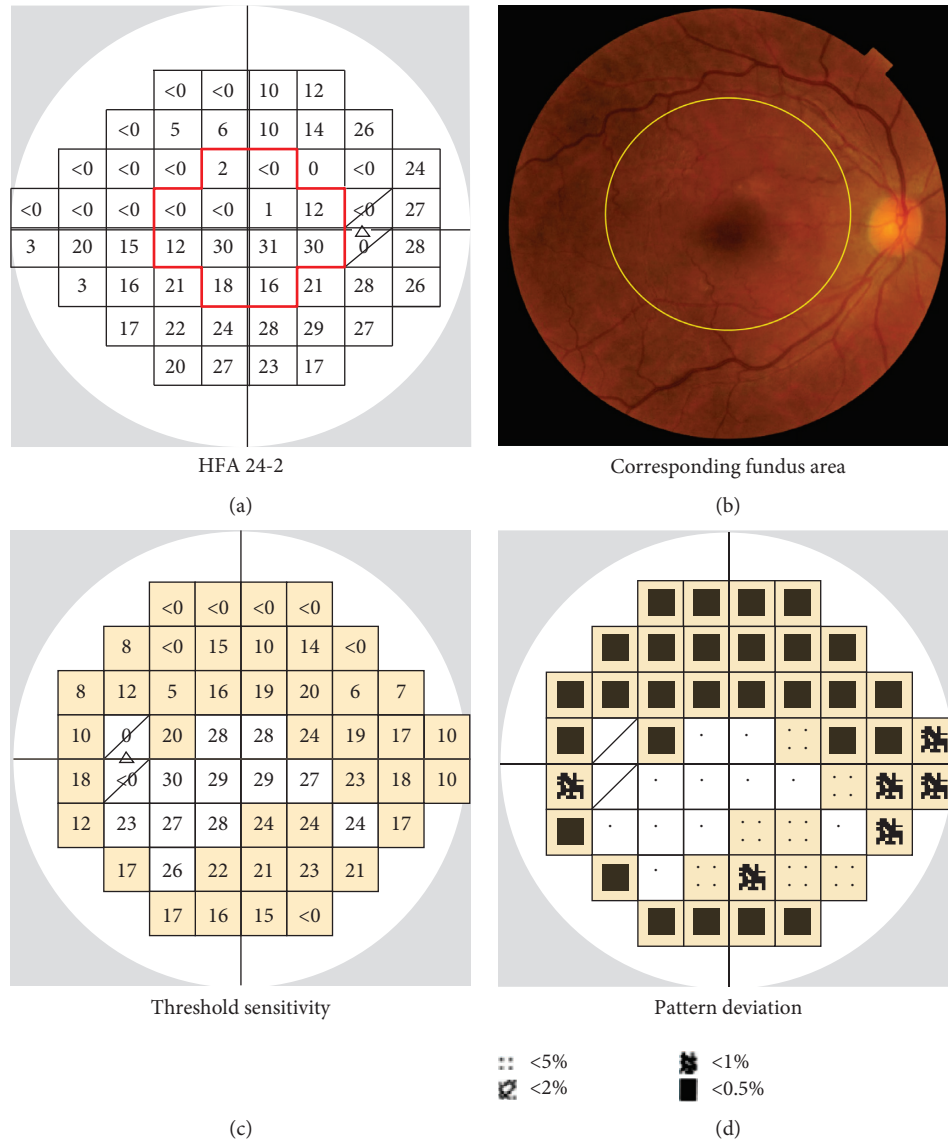 <0 <0 10 12
<0 5 6 10 14 26
<0 <0 <0 2 <0 0 <0 24
<0 <0 <0 <0 <0 1 12 <0 27
3 20 15 12 30 31 30 0 28
3 16 21 18 16 21 28 26
17 22 24 28 29 27
20 27 23 17
HFA 24-2
(a)
Corresponding fundus area
(b)
<0 <0 <0 <0
8 <0 15 10 14 <0
8 12 5 16 19 20 6 7
10 0 20 28 28 24 19 17 10
18 <0 30 29 29 27 23 18 10
12 23 27 28 24 24 24 17
17 26 22 21 23 21
17 16 15 <0
Threshold sensitivity
(c)
Pattern deviation
<5% <1%
<2% <0.5%
(d)